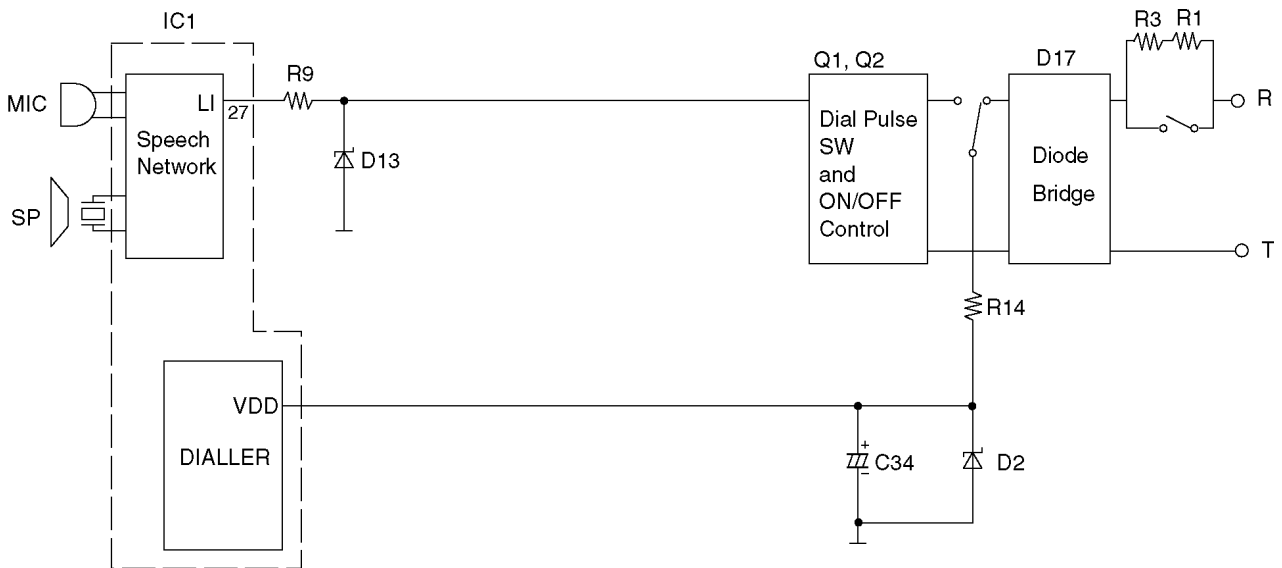 IC1
MIC
LI
27
Speech
Network
SP
R9
D13
Q1, Q2
Dial Pulse
SW
and
ON/OFF
Control
D17
Diode
Bridge
R3 R1
R
T
R14
VDD
DIALLER
+
C34
−
D2